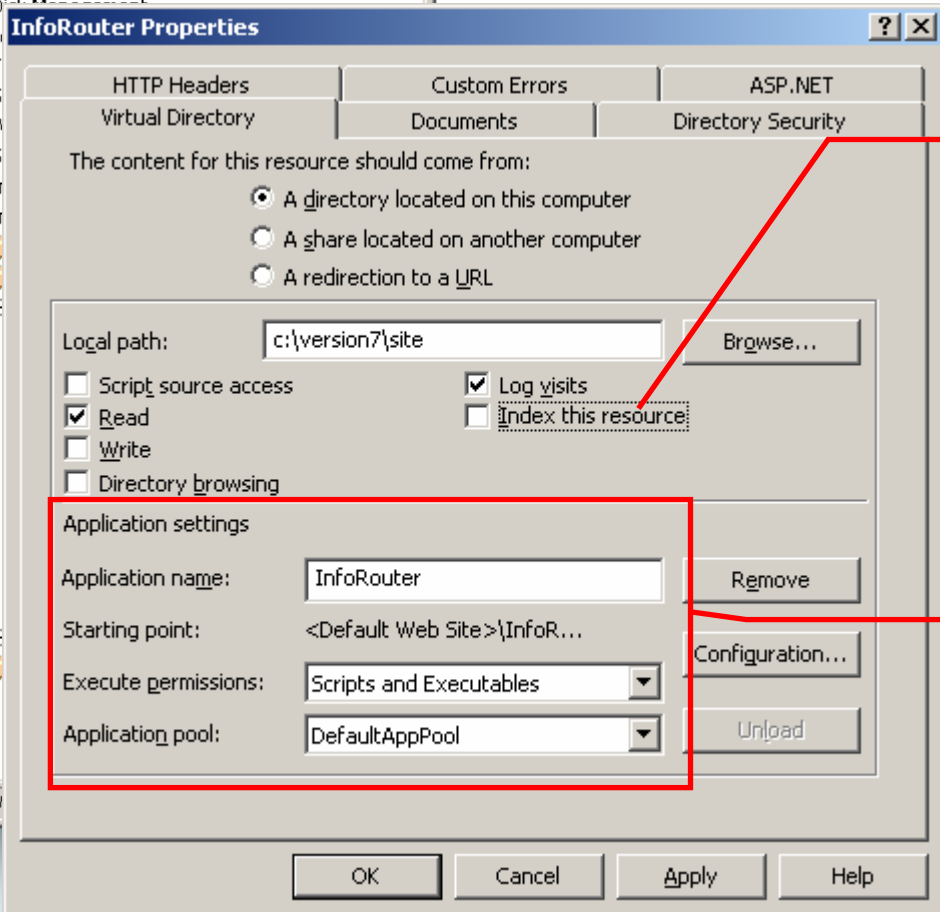 InfoRouter Properties
HTTP Headers Custom Errors ASP.NET
Virtual Directory Documents Directory Security
The content for this resource should come from:
A directory located on this computer
A share located on another computer
A redirection to a URL
Local path: c:\version7\site Browse...
Script source access Log visits
Read Index this resource
Write
Directory browsing
Application settings
Application name: InfoRouter Remove
Starting point: <Default Web Site>\InfoR...
Configuration...
Execute permissions: Scripts and Executables
Application pool: DefaultAppPool Unload
OK Cancel Apply Help